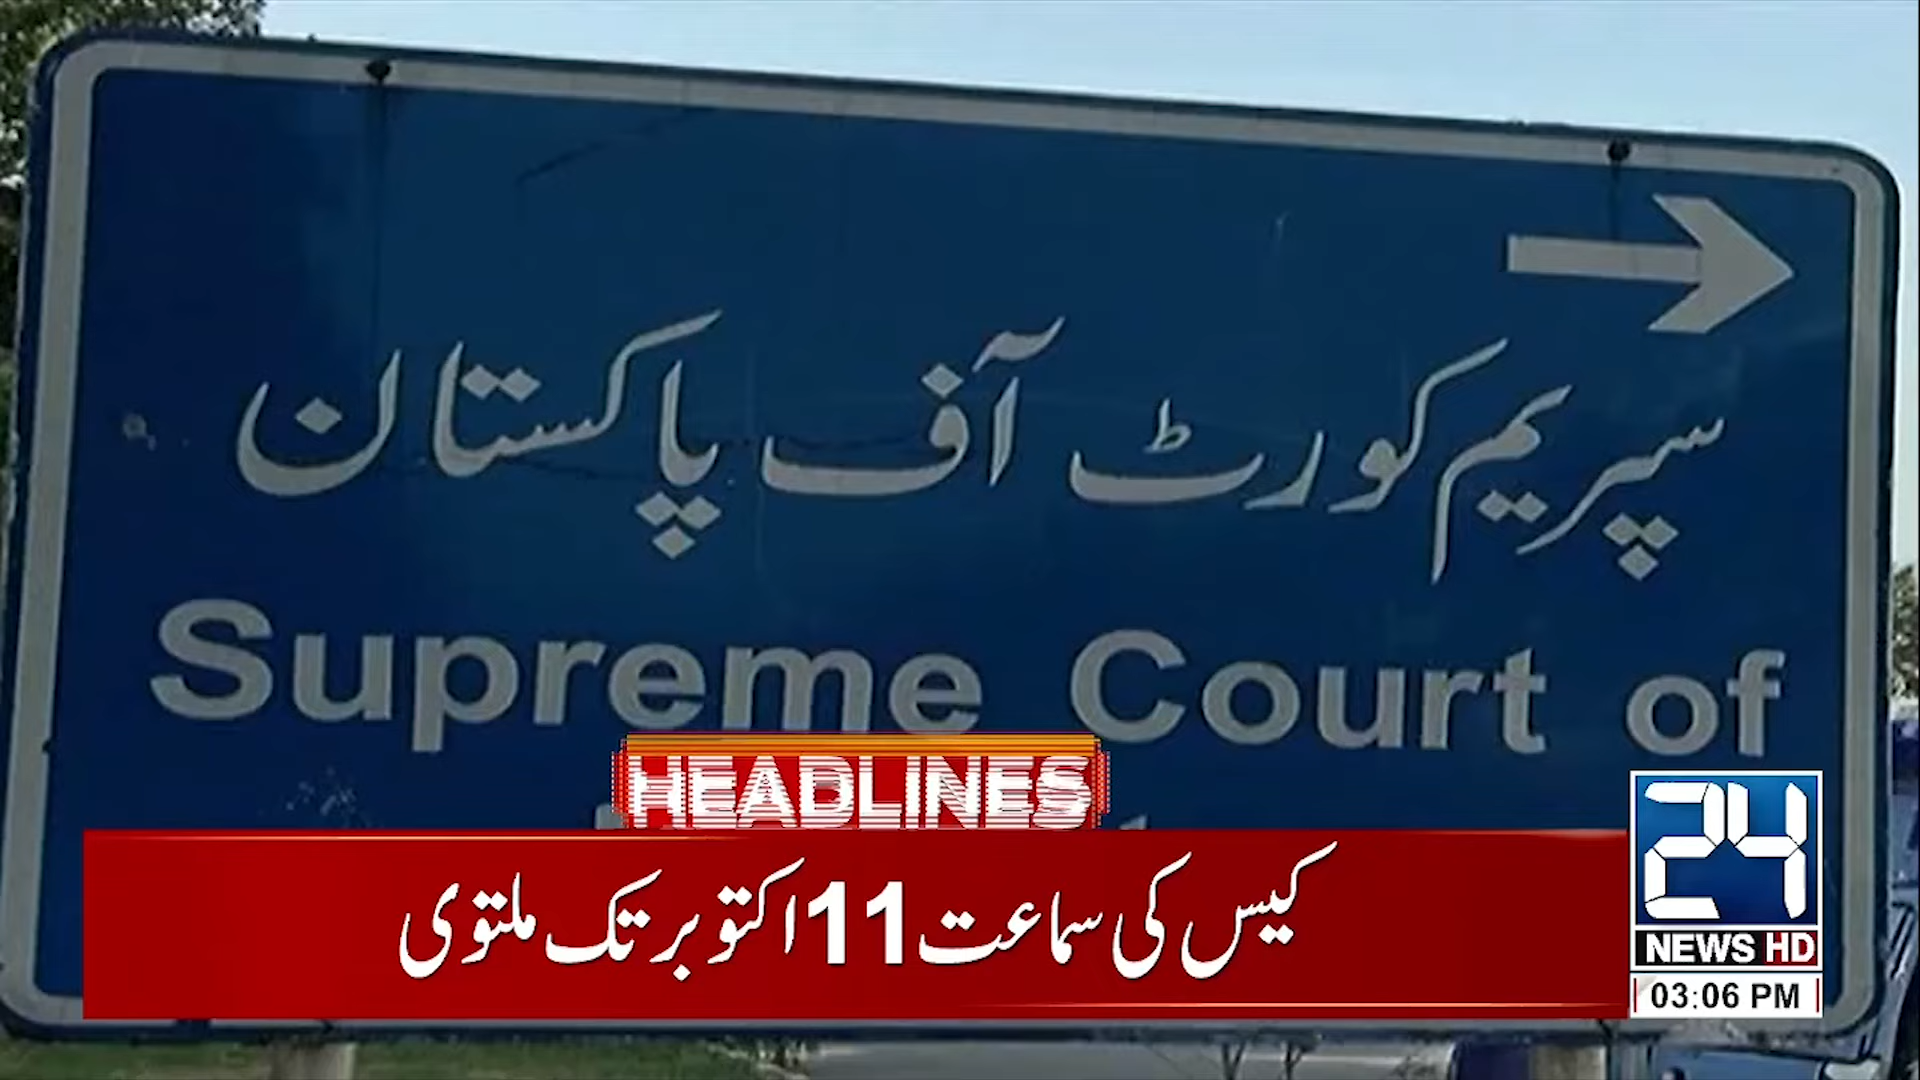 سپریم کورٹ آف پاکستان
Supreme Court of
HEADLINES
کیس کی سماعت 11 اکتوبر تک ملتوی
24
NEWS HD
03:06 PM